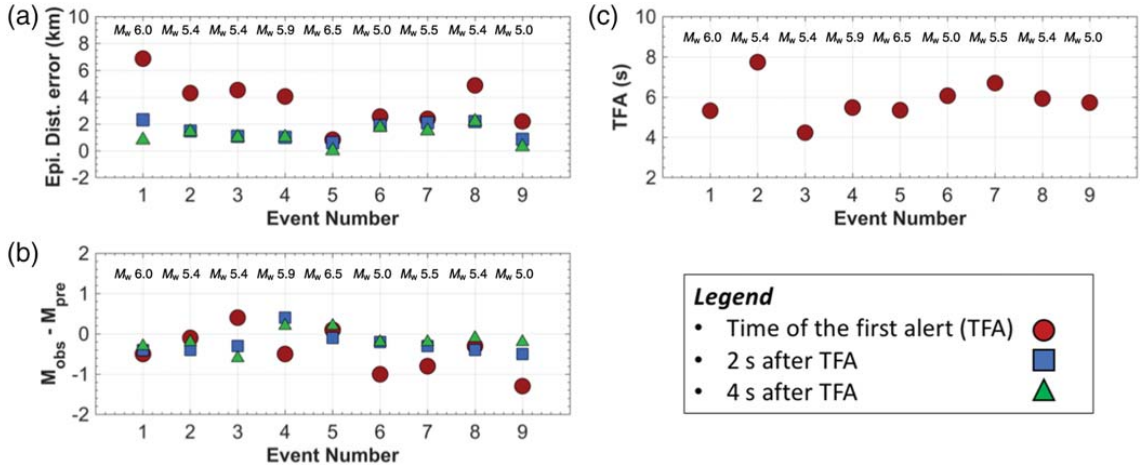 (a)
Epi. Dist. error (km)
10
8
6
4
2
0
-2
Mw 6.0 Mw 5.4 Mw 5.4 Mw 5.9 Mw 6.5 Mw 5.0 Mw 5.5 Mw 5.4 Mw 5.0
1 2 3 4 5 6 7 8 9
Event Number
(c)
TFA (s)
10
8
6
4
2
Mw 6.0 Mw 5.4 Mw 5.4 Mw 5.9 Mw 6.5 Mw 5.0 Mw 5.5 Mw 5.4 Mw 5.0
1 2 3 4 5 6 7 8 9
Event Number
(b)
Mobs - Mpre
2
1
0
-1
-2
Mw 6.0 Mw 5.4 Mw 5.4 Mw 5.9 Mw 6.5 Mw 5.0 Mw 5.5 Mw 5.4 Mw 5.0
1 2 3 4 5 6 7 8 9
Event Number
Legend
• Time of the first alert (TFA)
• 2 s after TFA
• 4 s after TFA